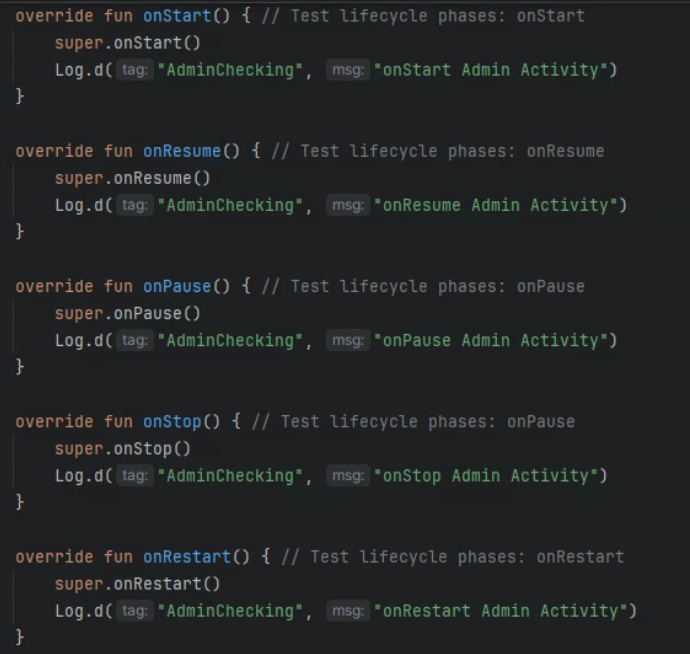 override fun onStart() { // Test lifecycle phases: onStart
super.onStart()
Log.d( tag: "AdminChecking", msg: "onStart Admin Activity")
}
override fun onResume() { // Test lifecycle phases: onResume
super.onResume()
Log.d( tag: "AdminChecking", msg: "onResume Admin Activity")
}
override fun onPause() { // Test lifecycle phases: onPause
super.onPause()
Log.d( tag: "AdminChecking", msg: "onPause Admin Activity")
}
override fun onStop() { // Test lifecycle phases: onPause
super.onStop()
Log.d( tag: "AdminChecking", msg: "onStop Admin Activity")
}
override fun onRestart() { // Test lifecycle phases: onRestart
super.onRestart()
Log.d( tag: "AdminChecking", msg: "onRestart Admin Activity")
}